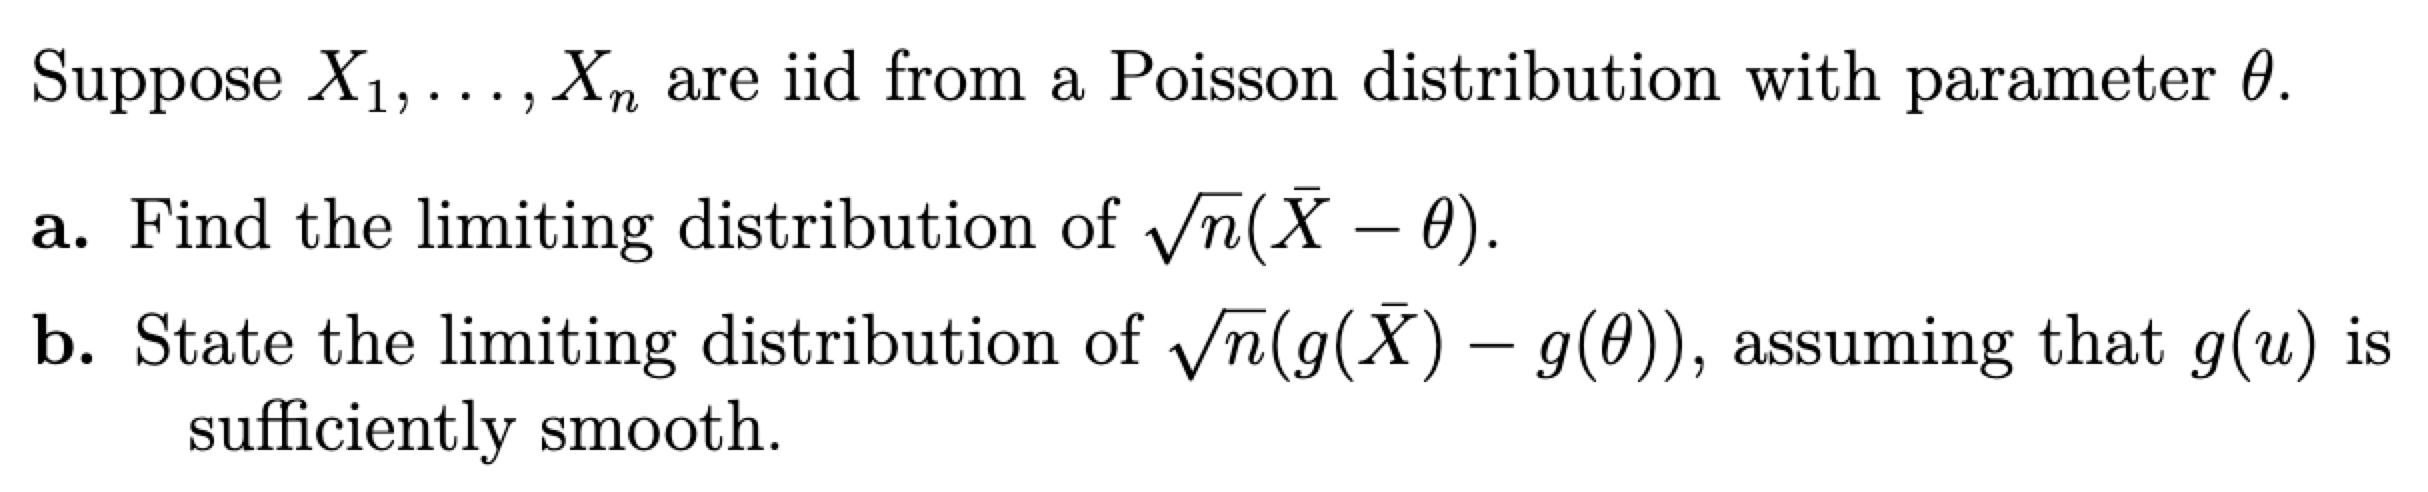 Suppose $X_1, \ldots, X_n$ are iid from a Poisson distribution with parameter $\theta$.
a. Find the limiting distribution of $\sqrt{n}(\bar{X} - \theta)$.
b. State the limiting distribution of $\sqrt{n}(g(\bar{X}) - g(\theta))$, assuming that $g(u)$ is
sufficiently smooth.